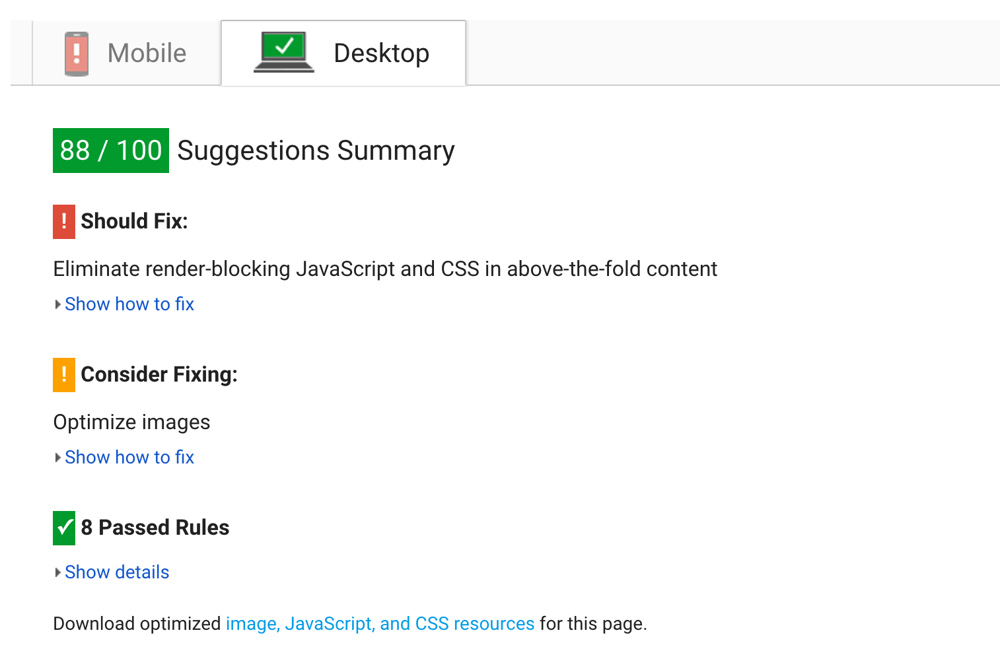 Mobile Desktop
88 / 100 Suggestions Summary
! Should Fix:
Eliminate render-blocking JavaScript and CSS in above-the-fold content
Show how to fix
! Consider Fixing:
Optimize images
Show how to fix
8 Passed Rules
Show details
Download optimized image, JavaScript, and CSS resources for this page.